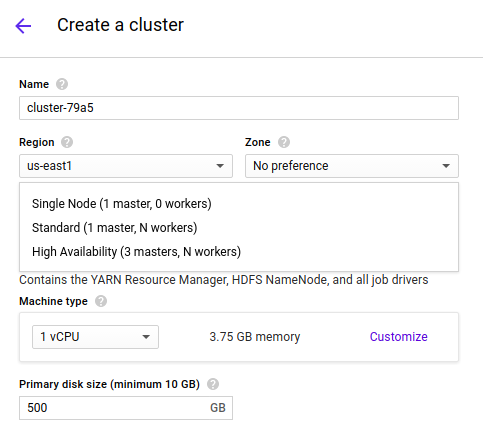 Create a cluster
Name ?
cluster-79a5
Region ? Zone ?
us-east1 No preference
Single Node (1 master, 0 workers)
Standard (1 master, N workers)
High Availability (3 masters, N workers)
Contains the YARN Resource Manager, HDFS NameNode, and all job drivers
Machine type ?
1 vCPU 3.75 GB memory Customize
Primary disk size (minimum 10 GB) ?
500 GB